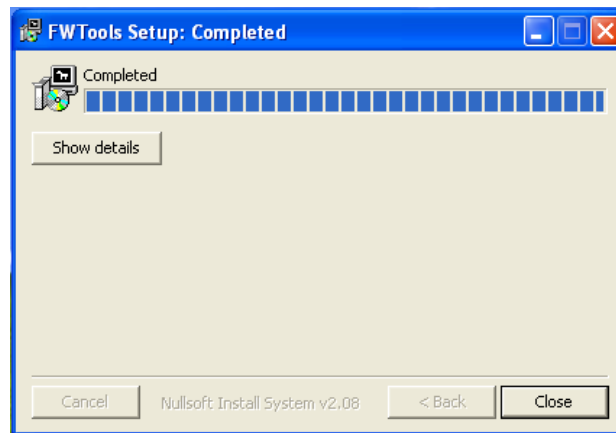 FWTools Setup: Completed
Completed
Show details
Cancel
Nullsoft Install System v2.08
< Back
Close